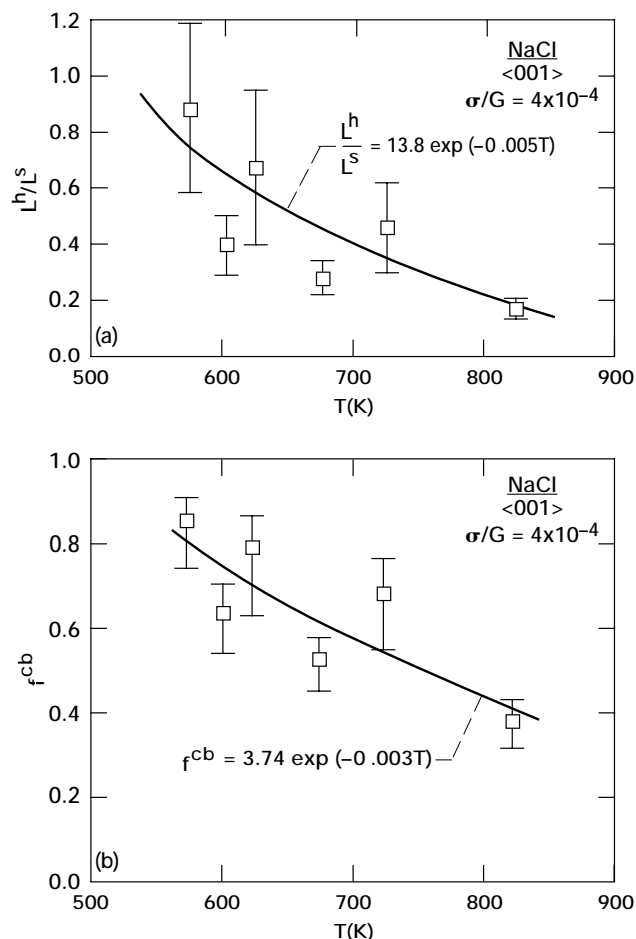 1.2
1.0
0.8
0.6
0.4
0.2
0.0
L^h/L^s
NaCl
<001>
σ/G = 4x10⁻⁴
L^h
L^s
= 13.8 exp (-0 .005T)
(a)
500 600 700 800 900
T(K)
1.0
0.8
0.6
0.4
0.2
0.0
f^cb
NaCl
<001>
σ/G = 4x10⁻⁴
f^cb = 3.74 exp (-0 .003T)
(b)
500 600 700 800 900
T(K)